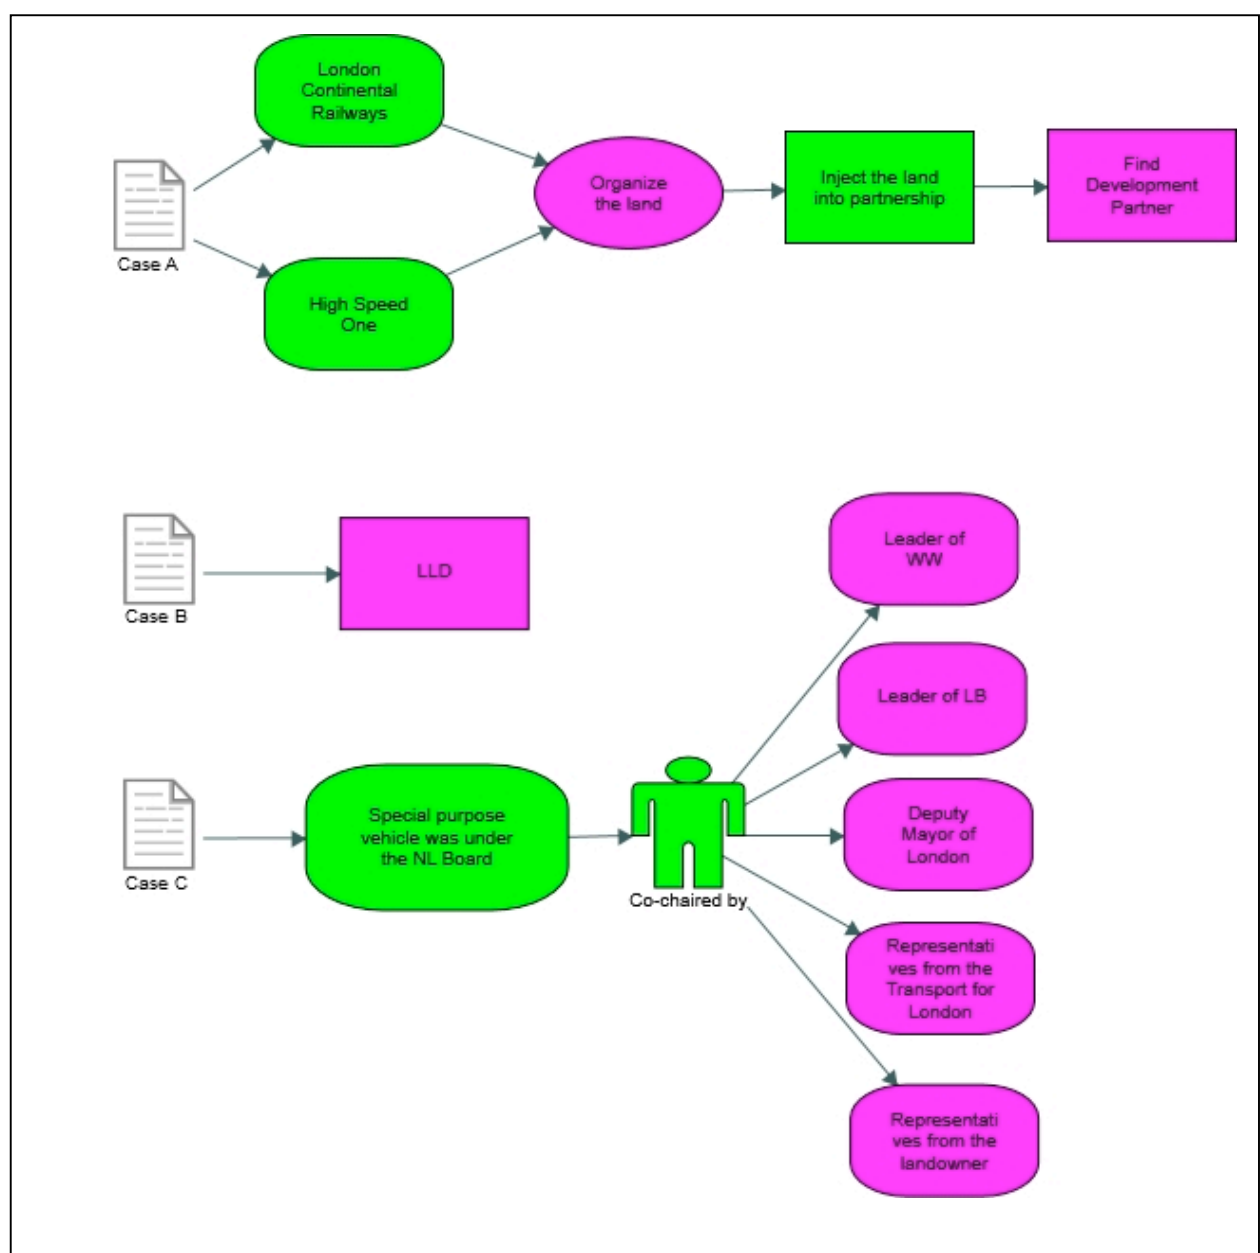 London
Continental
Railways
Organize
the land
Inject the land
into partnership
Find
Development
Partner
Case A
High Speed
One
Leader of
WW
LLD
Case B
Leader of LB
Special purpose
vehicle was under
the NL Board
Deputy
Mayor of
London
Case C
Co-chaired by
Representati
ves from the
Transport for
London
Representati
ves from the
landowner